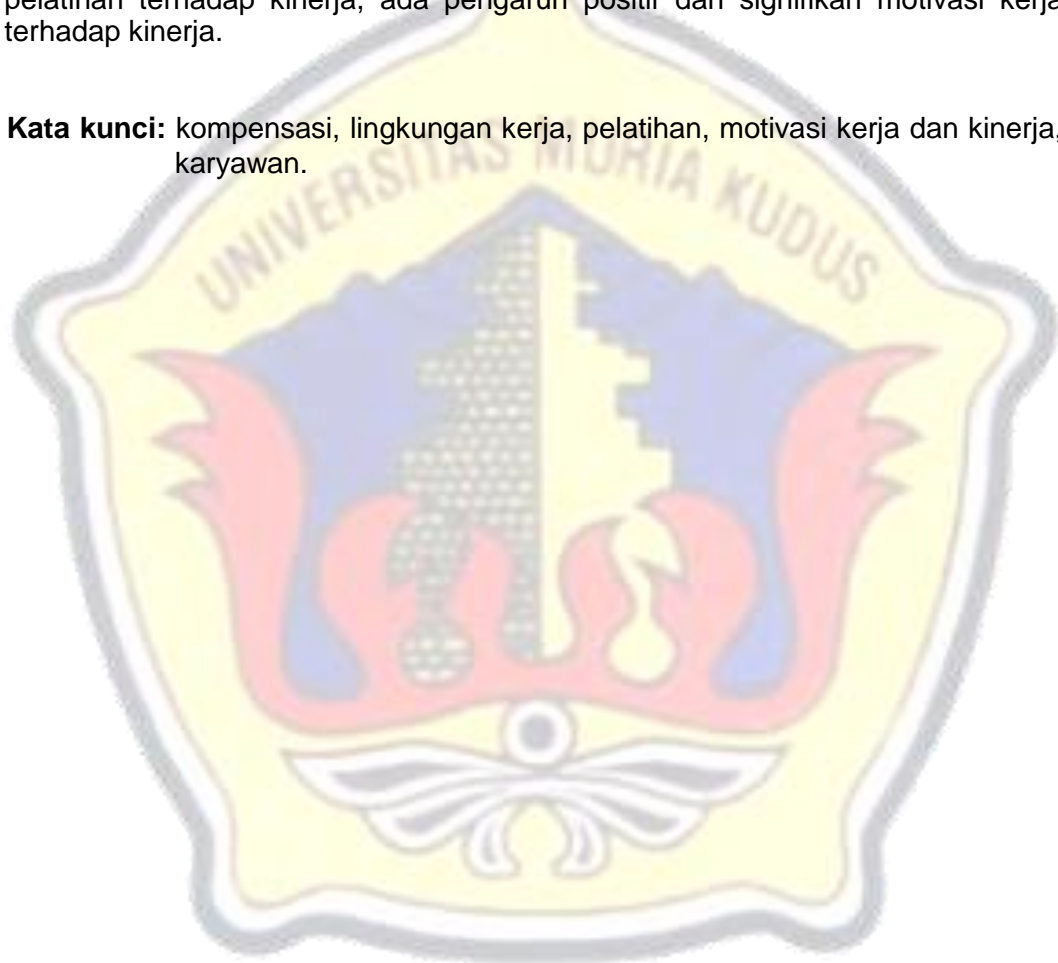 pelatihan terhadap kinerja, ada pengaruh positif dan signifikan motivasi kerja
terhadap kinerja.
Kata kunci: kompensasi, lingkungan kerja, pelatihan, motivasi kerja dan kinerja,
karyawan.
UNIVERSITAS MURIA KUDUS